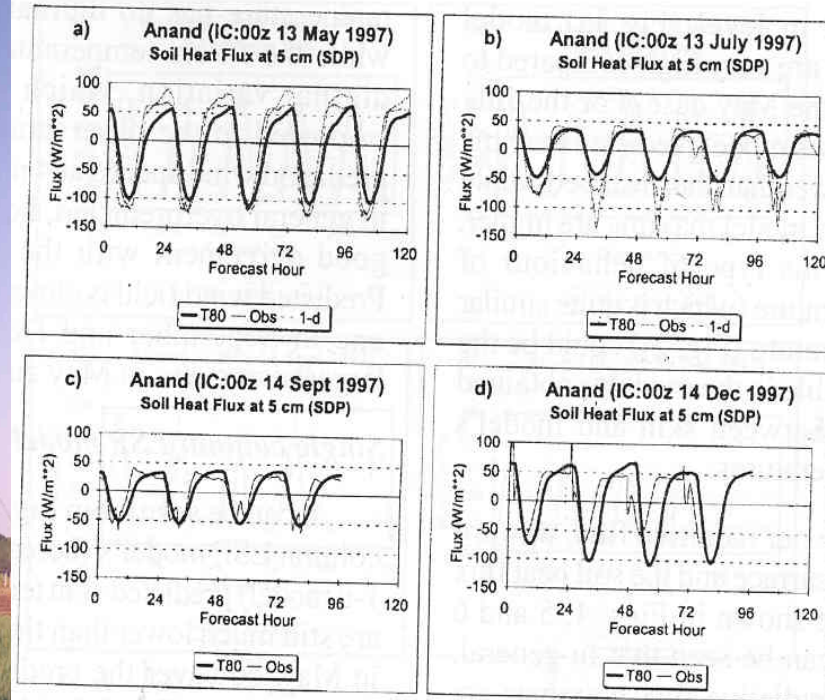 a)
Anand (IC:00z 13 May 1997)
Soil Heat Flux at 5 cm (SDP)
Flux (W/m**2)
100
50
0
-50
-100
-150
0 24 48 72 96 120
Forecast Hour
T80 Obs 1-d
b)
Anand (IC:00z 13 July 1997)
Soil Heat Flux at 5 cm (SDP)
Flux (W/m**2)
100
50
0
-50
-100
-150
0 24 48 72 96 120
Forecast Hour
T80 Obs 1-d
c)
Anand (IC:00z 14 Sept 1997)
Soil Heat Flux at 5 cm (SDP)
Flux (W/m**2)
100
50
0
-50
-100
-150
0 24 48 72 96 120
Forecast Hour
T80 Obs
d)
Anand (IC:00z 14 Dec 1997)
Soil Heat Flux at 5 cm (SDP)
Flux (W/m**2)
100
50
0
-50
-100
-150
0 24 48 72 96 120
Forecast Hour
T80 Obs